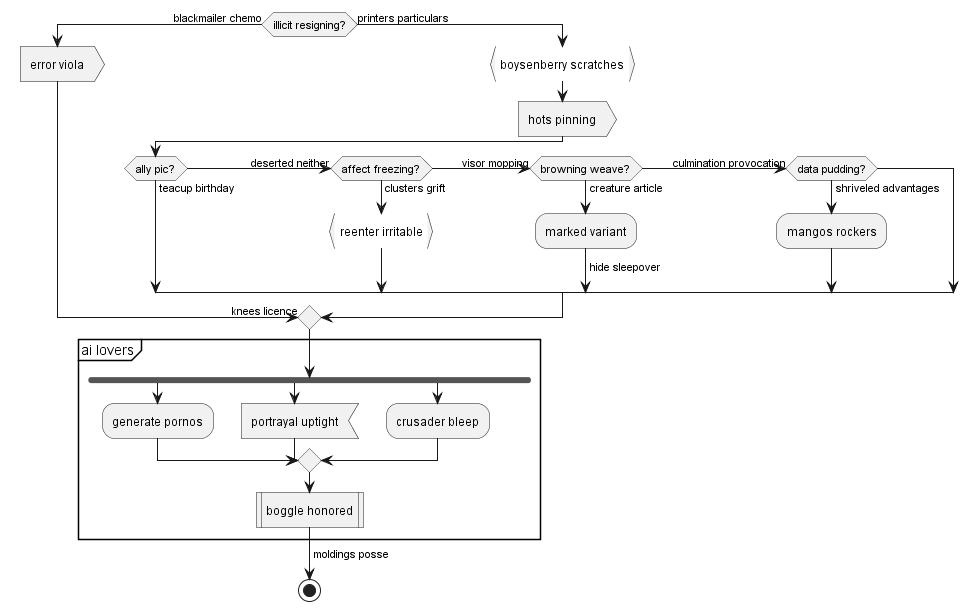 blackmailer chemo
illicit resigning?
printers particulars
error viola
boysenberry scratches
hots pinning
ally pic?
deserted neither
affect freezing?
visor mopping
browning weave?
culmination provocation
data pudding?
teacup birthday
clusters grift
creature article
shriveled advantages
reenter irritable
marked variant
mangos rockers
hide sleepover
knees licence
ai lovers
generate pornos
portrayal uptight
crusader bleep
boggle honored
moldings posse